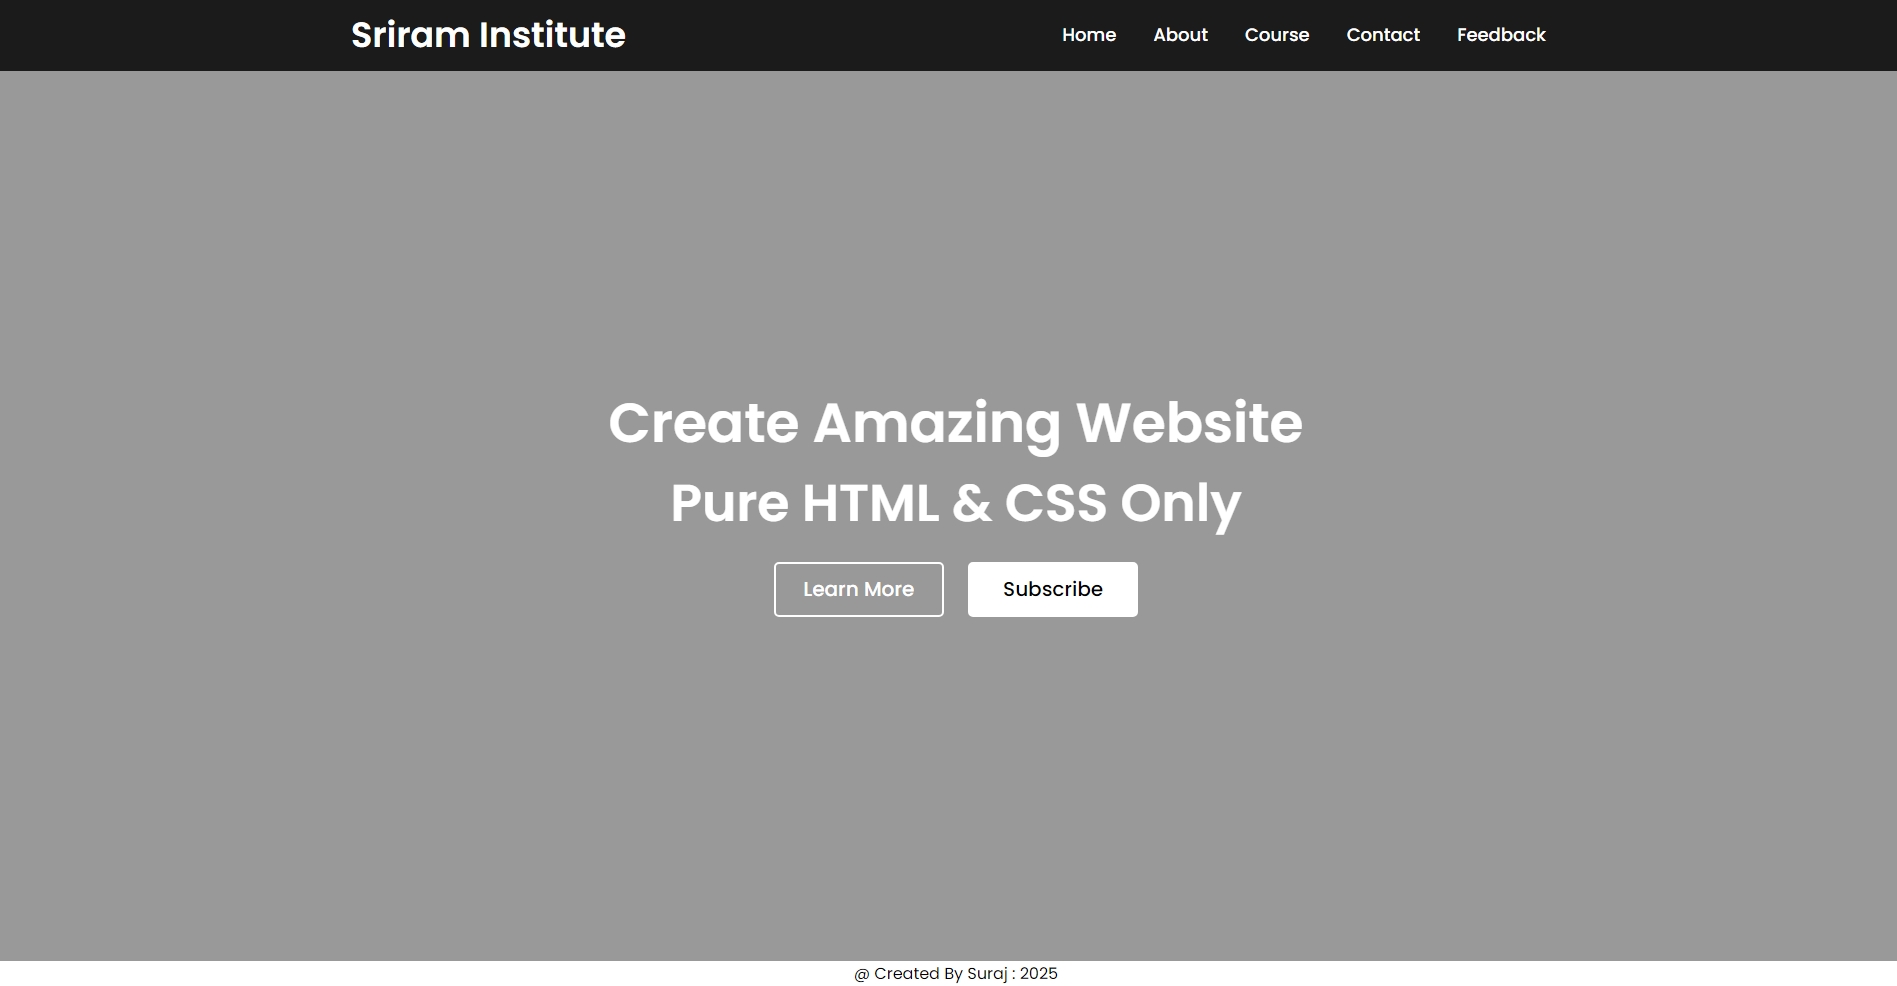 Sriram Institute
Home About Course Contact Feedback
Create Amazing Website
Pure HTML & CSS Only
Learn More Subscribe
@ Created By Suraj : 2025